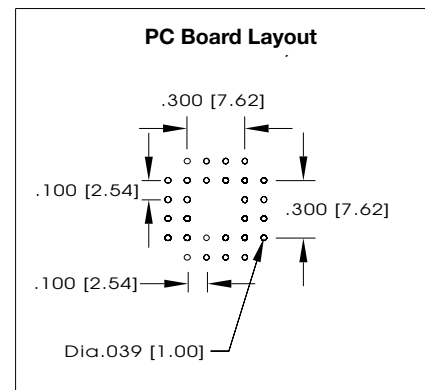 PC Board Layout
.300 [7.62]
.100 [2.54]
.300 [7.62]
.100 [2.54]
Dia.039 [1.00]